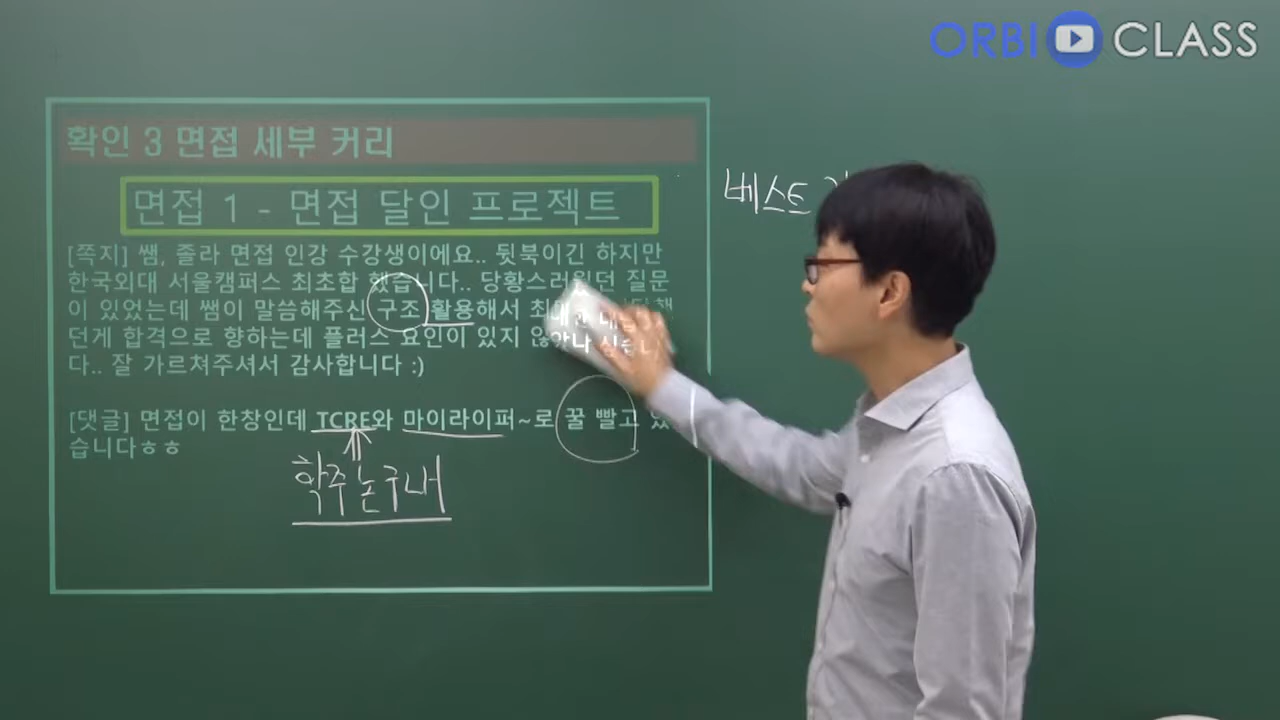 ORBI CLASS
확인 3 면접 세부 커리
면접 1 - 면접 달인 프로젝트
베스트
[쪽지] 쌤, 졸라 면접 인강 수강생이에요.. 뒷북이긴 하지만
한국외대 서울캠퍼스 최초합 했습니다.. 당황스러웠던 질문
이 있었는데 쌤이 말씀해주신 구조 활용해서
던게 합격으로 향하는데 플러스 요인이 있지 않았나
다.. 잘 가르쳐주셔서 감사합니다 :)
[댓글] 면접이 한창인데 TCRE와 마이라이퍼~로 꿀 빨고
습니다ㅎㅎ
학주논구내